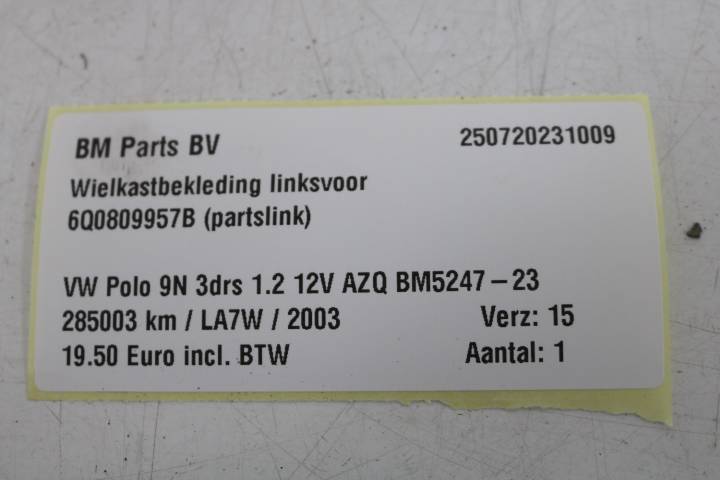 BM Parts BV 250720231009
Wielkastbekleding linksvoor
6Q0809957B (partslink)
VW Polo 9N 3drs 1.2 12V AZQ BM5247-23
285003 km / LA7W / 2003 Verz: 15
19.50 Euro incl. BTW Aantal: 1